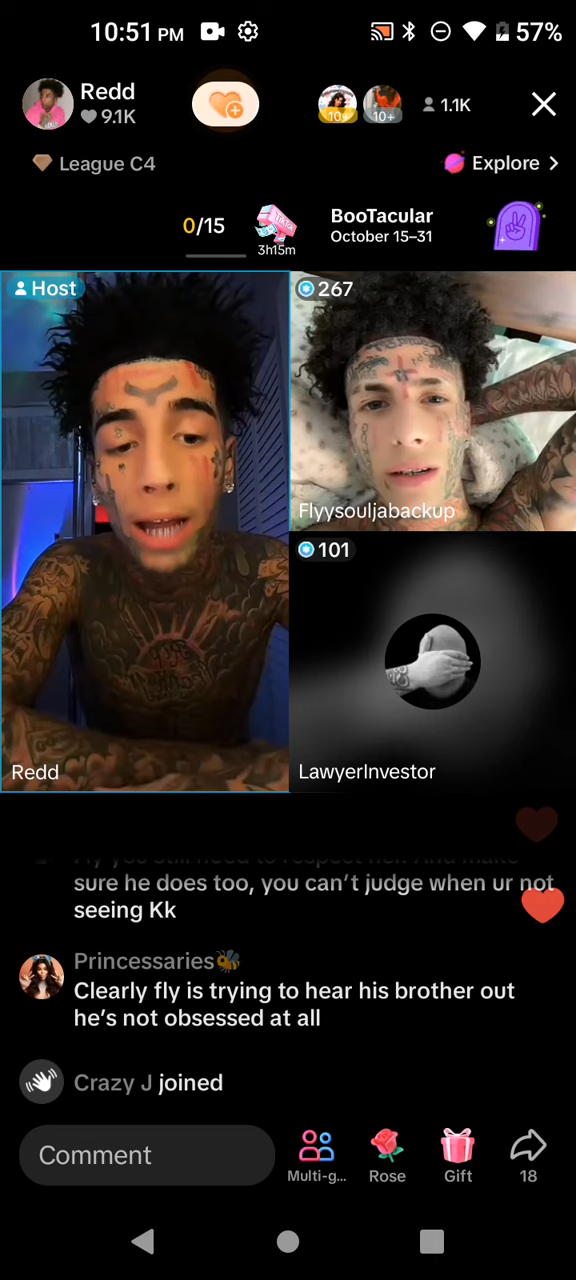 10:51 PM
57%
Redd
9.1K
10+
10+
1.1K
League C4
Explore >
0/15
TikTok
3h15m
BooTacular
October 15–31
Host
267
Flyysouljabackup
101
Redd
LawyerInvestor
sure he does too, you can’t judge when ur not
seeing Kk
Princessaries🐝
Clearly fly is trying to hear his brother out
he’s not obsessed at all
Crazy J joined
Comment
Multi-g...
Rose
Gift
18